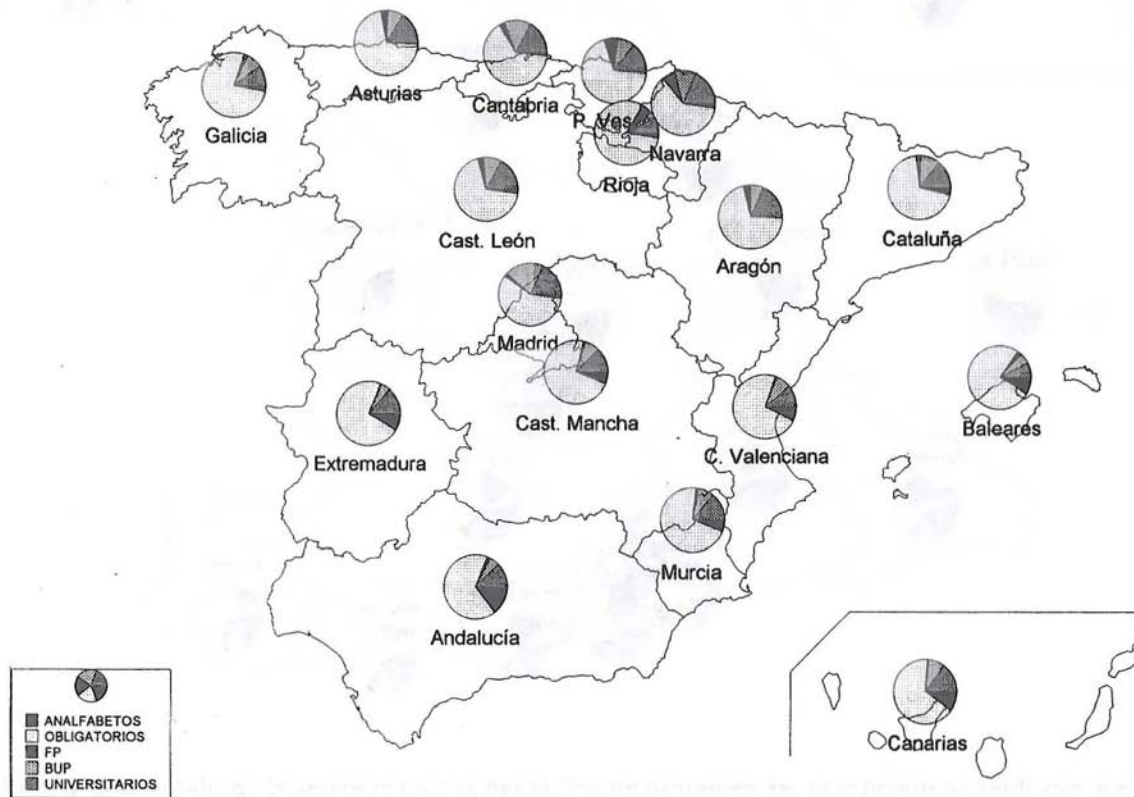 Asturias
Cantabria
P. Vas
Galicia
Navarra
Rioja
Cast. León
Aragón
Cataluña
Madrid
Cast. Mancha
Extremadura
C. Valenciana
Baleares
Murcia
Andalucía
Canarias
ANALFABETOS
OBLIGATORIOS
FP
BUP
UNIVERSITARIOS